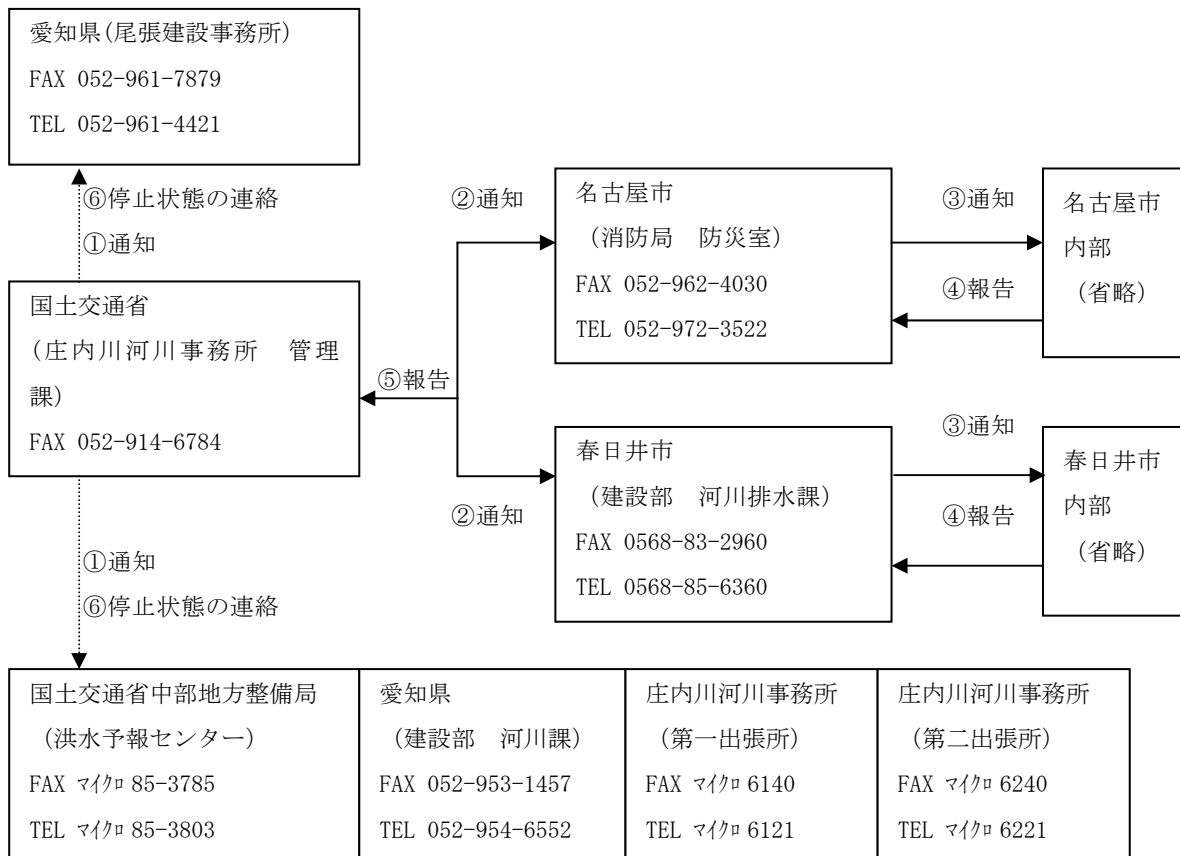 愛知県(尾張建設事務所)
FAX 052-961-7879
TEL 052-961-4421
⑥停止状態の連絡
①通知
国土交通省
(庄内川河川事務所　管理
課)
FAX 052-914-6784
⑤報告
②通知
名古屋市
（消防局　防災室）
FAX 052-962-4030
TEL 052-972-3522
③通知
④報告
名古屋市
内部
（省略）
②通知
春日井市
（建設部　河川排水課）
FAX 0568-83-2960
TEL 0568-85-6360
③通知
④報告
春日井市
内部
（省略）
①通知
⑥停止状態の連絡
国土交通省中部地方整備局
（洪水予報センター）
FAX ﾏｲｸﾛ 85-3785
TEL ﾏｲｸﾛ 85-3803
愛知県
（建設部　河川課）
FAX 052-953-1457
TEL 052-954-6552
庄内川河川事務所
（第一出張所）
FAX ﾏｲｸﾛ 6140
TEL ﾏｲｸﾛ 6121
庄内川河川事務所
（第二出張所）
FAX ﾏｲｸﾛ 6240
TEL ﾏｲｸﾛ 6221